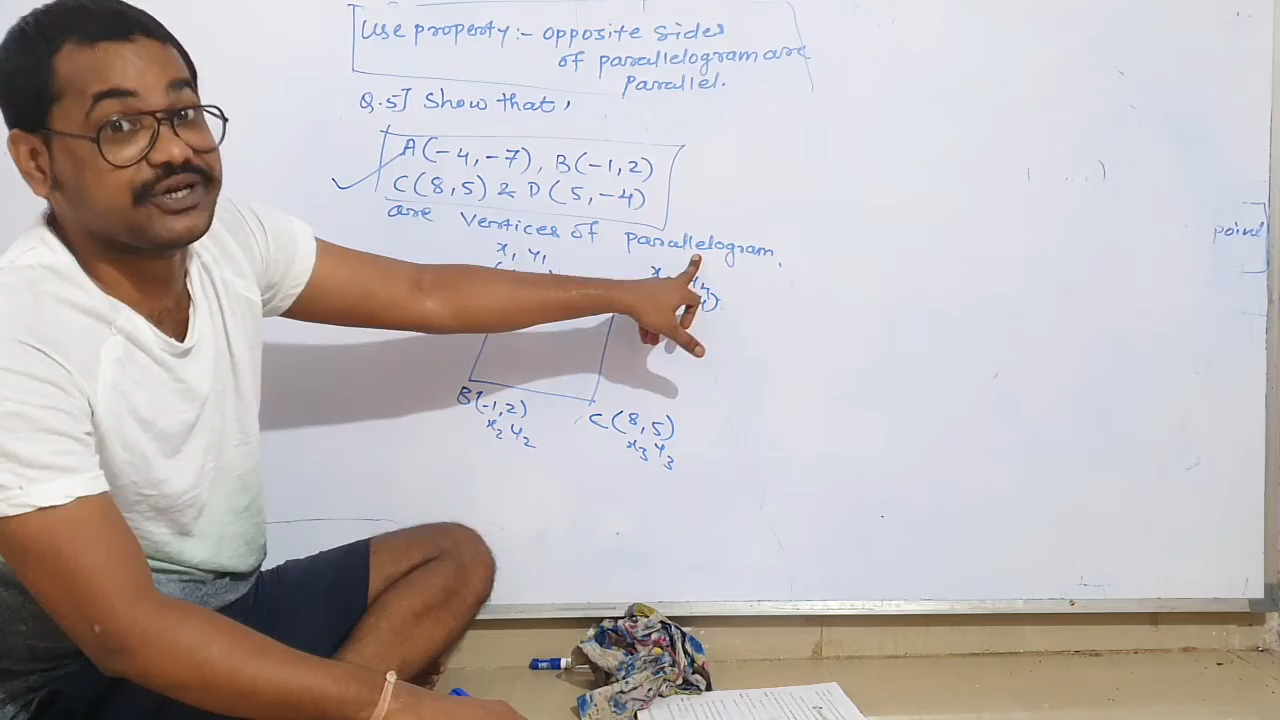 Use property:- opposite sides
of parallelogram are
parallel.
Q.5] Show that,
A(-4,-7), B(-1,2)
C(8,5) & D(5,-4)
are vertices of parallelogram.
x1 y1
B(-1,2)
x2 y2
C(8,5)
x3 y3
point